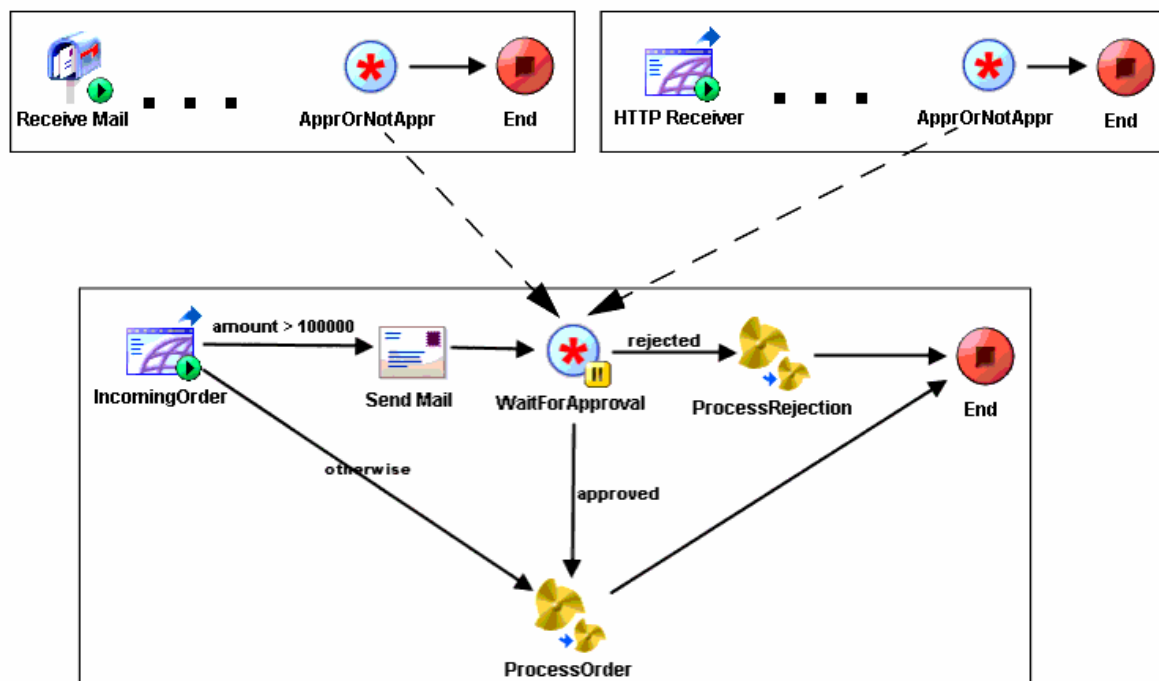 Receive Mail
ApprOrNotAppr
End
HTTP Receiver
ApprOrNotAppr
End
amount > 100000
rejected
IncomingOrder
Send Mail
WaitForApproval
ProcessRejection
End
otherwise
approved
ProcessOrder